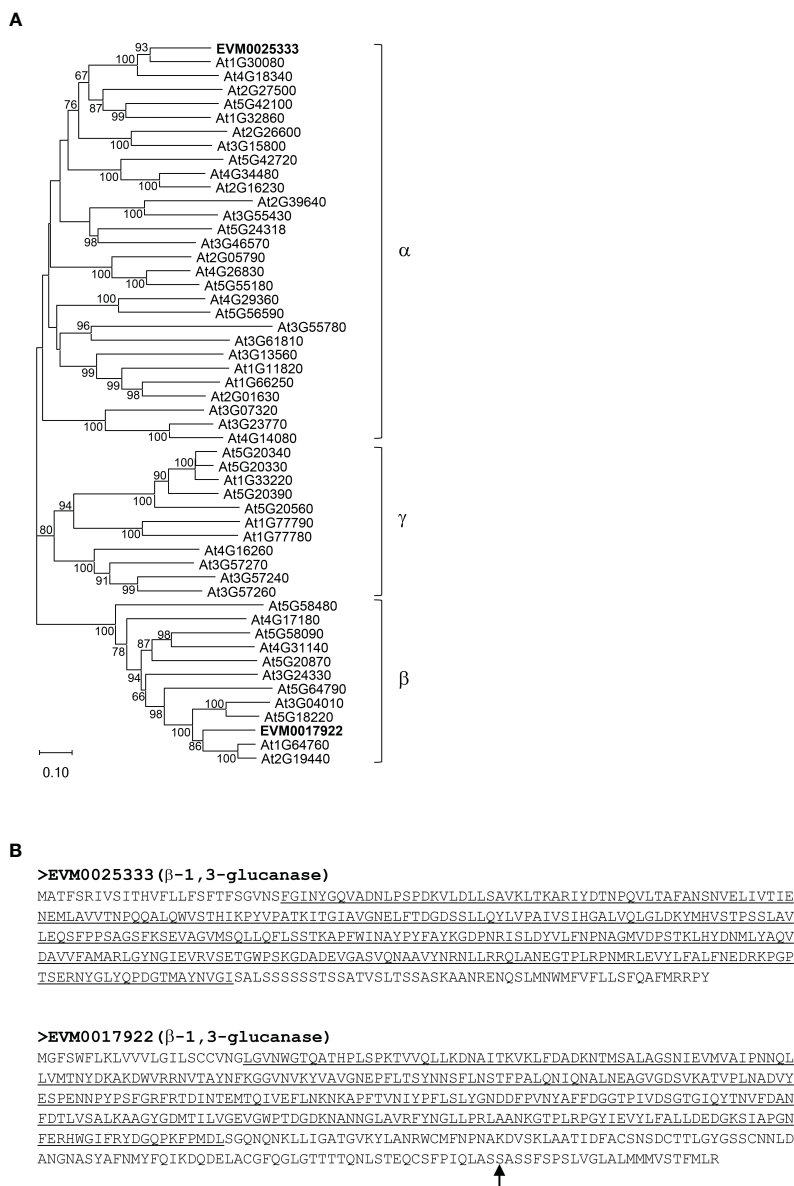 A
EVM0025333
At1G30080
At4G18340
At2G27500
At5G42100
At1G32860
At2G26600
At3G15800
At5G42720
At4G34480
At2G16230
At2G39640
At3G55430
At5G24318
At3G46570
At2G05790
At4G26830
At5G55180
At4G29360
At5G56590
At3G55780
At3G61810
At3G13560
At1G11820
At1G66250
At2G01630
At3G07320
At3G23770
At4G14080
At5G20340
At5G20330
At1G33220
At5G20390
At5G20560
At1G77790
At1G77780
At4G16260
At3G57270
At3G57240
At3G57260
At5G58480
At4G17180
At5G58090
At4G31140
At5G20870
At3G24330
At5G64790
At3G04010
At5G18220
EVM0017922
At1G64760
At2G19440
93
100
67
76
87
99
100
100
100
100
98
100
100
100
96
99
99
98
100
100
100
90
100
94
100
80
100
91
99
100
78
98
87
94
66
98
100
100
86
100
α
γ
β
0.10
B
>EVM0025333(β-1,3-glucanase)
MATFSRIVSITHVFLLFSFTFSGVNSFGINYGQVADNLPSPDKVLDLLSAVKLTKARIYDTNPQVLTAFANSNVELIVTIE
NEMLAVVTNPQQALQWVSTHIKPYVPATKITGIAVGNELFTDGDSSLLQYLVPAIVSIHGALVQLGLDKYMHVSTPSSLAV
LEQSFPPSAGSFKSEVAGVMSQLLQFLSSTKAPFWINAYPYFAYKGDPNRISLDYVLFNPNAGMVDPSTKLHYDNMLYAQV
DAVVFAMARLGYNGIEVRVSETGWPSKGDADEVGASVQNAAVYNRNLLRRQLANEGTPLRPNMRLEVYLFALFNEDRKPGP
TSERNYGLYQPDGTMAYNVGISALSSSSSSTSSATVSLTSSASKAANRENQSLMNWMFVFLLSFQAFMRRPY
>EVM0017922(β-1,3-glucanase)
MGFSWFLKLVVVLGILSCCVNGLGVNWGTQATHPLSPKTVVQLLKDNAITKVKLFDADKNTMSALAGSNIEVMVAIPNNQL
LVMTNYDKAKDWVRRNVTAYNFKGGVNVKYVAVGNEPFLTSYNNSFLNSTFPALQNIQNALNEAGVGDSVKATVPLNADVY
ESPENNPYPSFGRFRTDINTEMTQIVEFLNKNKAPFTVNIYPFLSLYGNDDFPVNYAFFDGGTPIVDSGTGIQYTNVFDAN
FDTLVSALKAAGYGDMTILVGEVGWPTDGDKNANNGLAVRFYNGLLPRLAANKGTPLRPGYIEVYLFALLDEDGKSIAPGN
FERHWGIFRYDGQPKFPMDLSGQNQNKLLIGATGVKYLANRWCMFNPNAKDVSKLAATIDFACSNSDCTTLGYGSSCNNLD
ANGNASYAFNMYFQIKDQDELACGFQGLGTTTTQNLSTEQCSFPIQLASSASSFSPSLVGLALMMMVSTFMLR